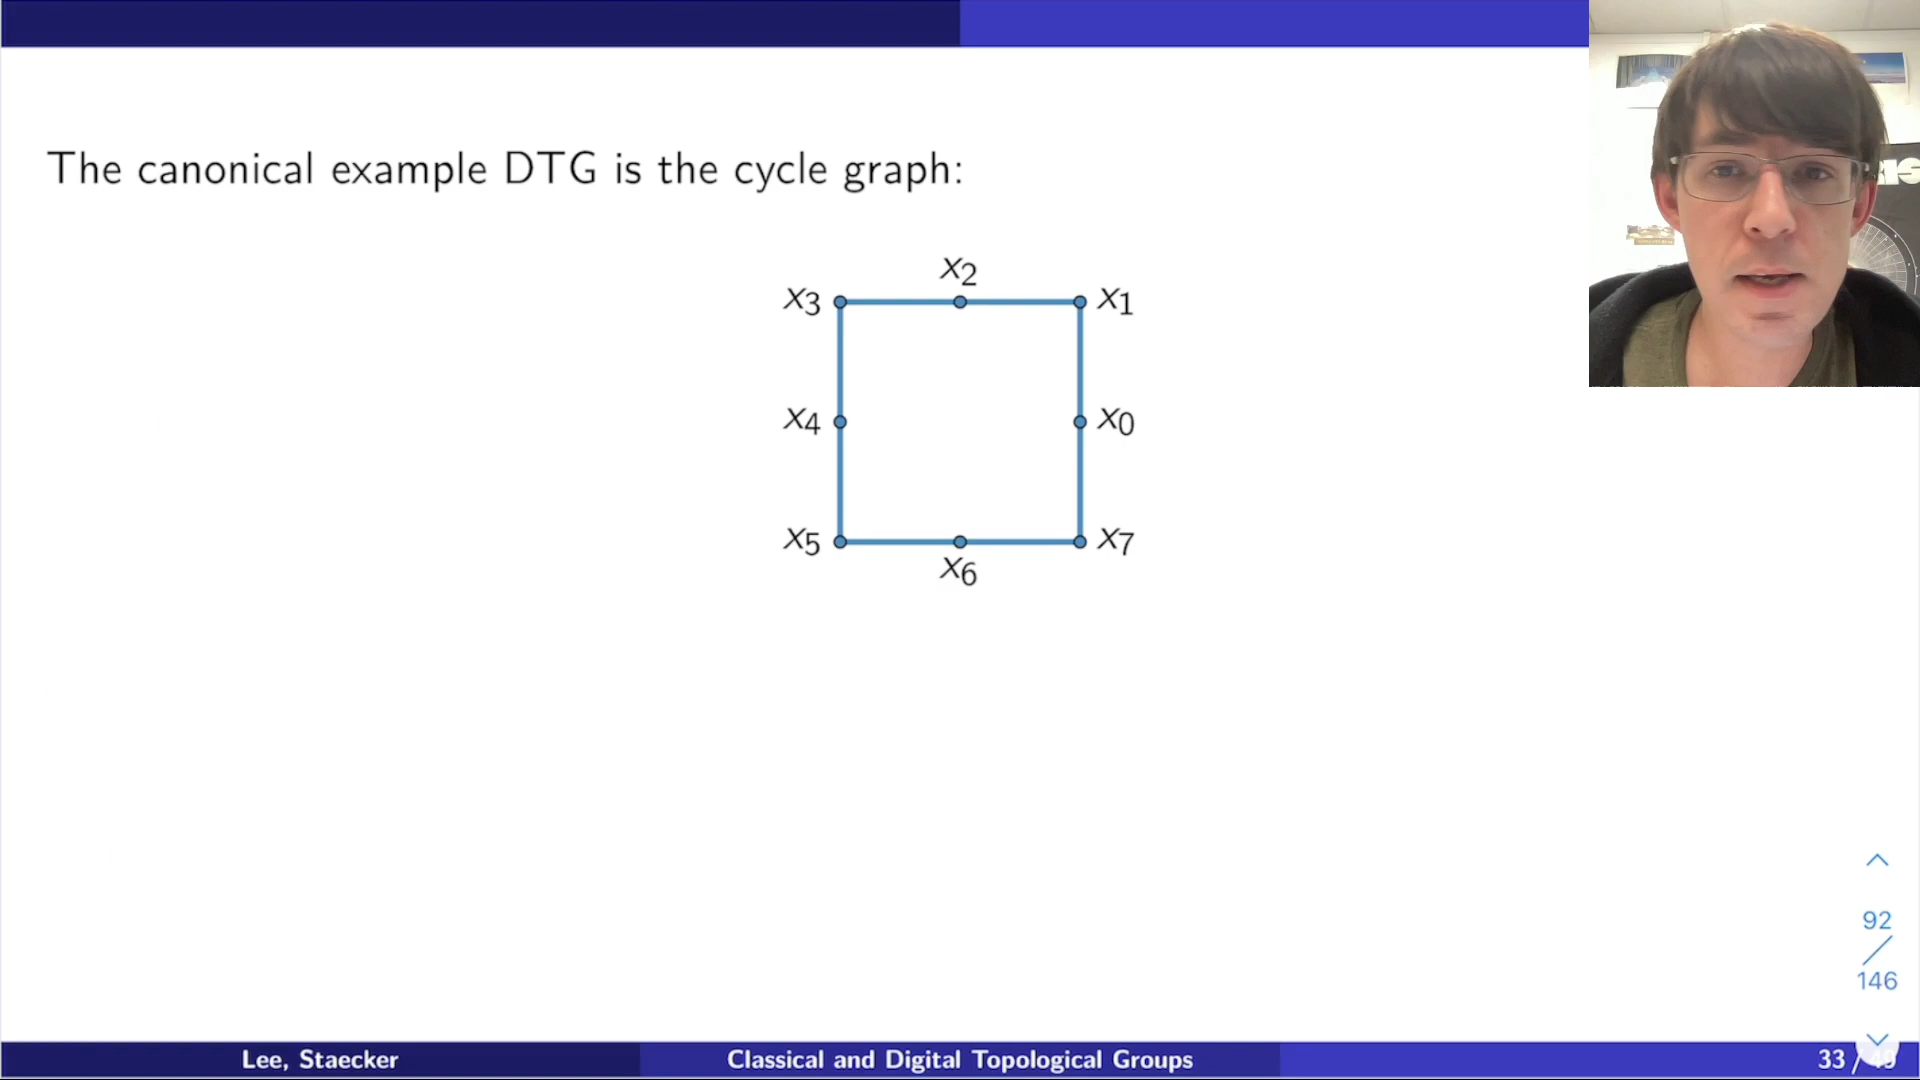 The canonical example DTG is the cycle graph:
x2
x3
x1
x4
x0
x5
x7
x6
92
146
Lee, Staecker
Classical and Digital Topological Groups
33 /